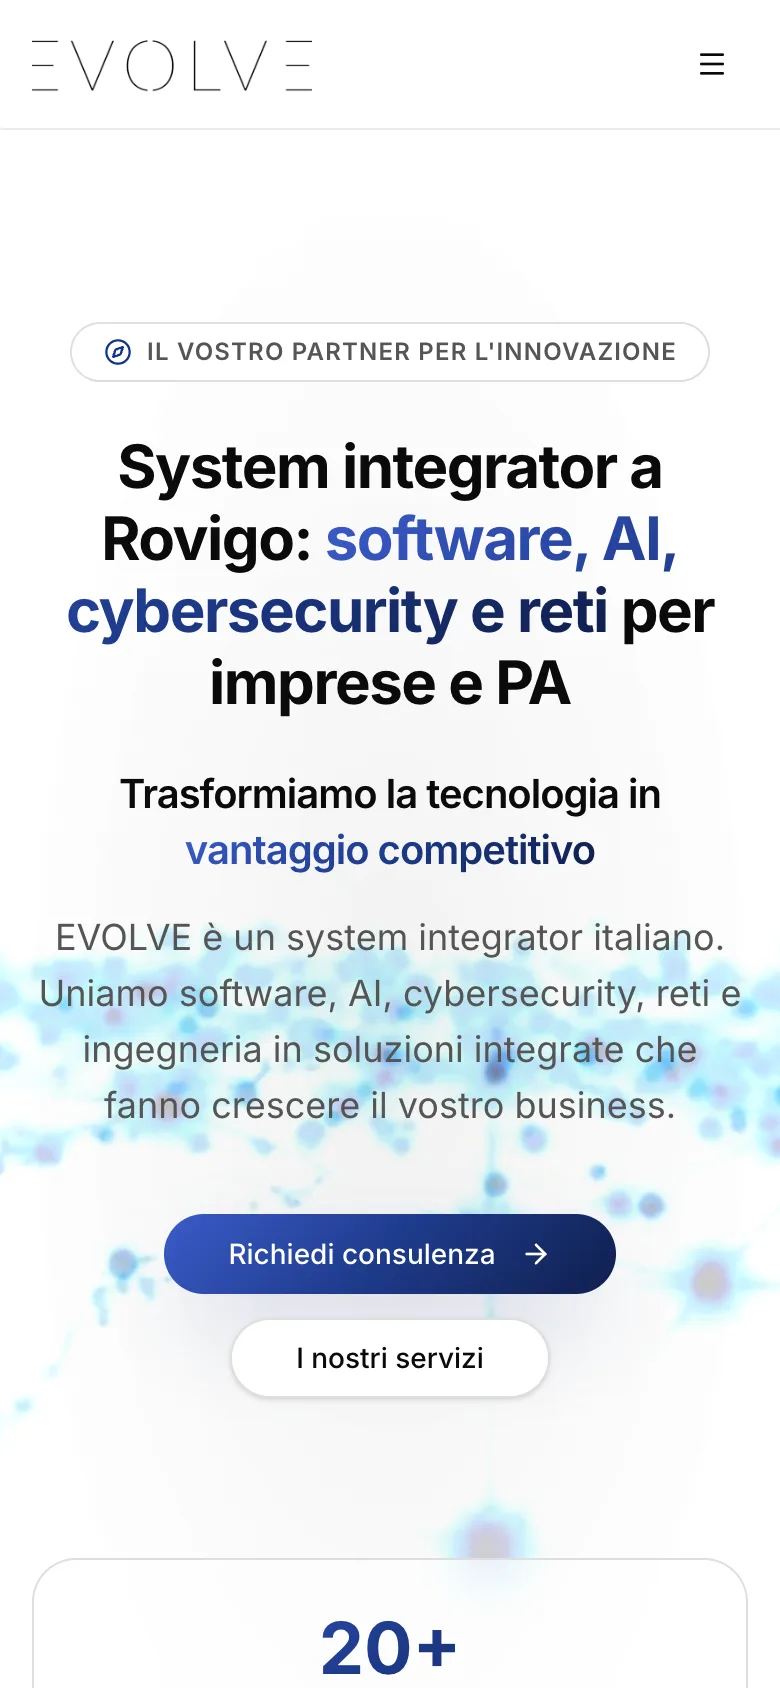 EVOLVE
IL VOSTRO PARTNER PER L'INNOVAZIONE
System integrator a
Rovigo: software, AI,
cybersecurity e reti per
imprese e PA
Trasformiamo la tecnologia in
vantaggio competitivo
EVOLVE è un system integrator italiano.
Uniamo software, AI, cybersecurity, reti e
ingegneria in soluzioni integrate che
fanno crescere il vostro business.
Richiedi consulenza
I nostri servizi
20+